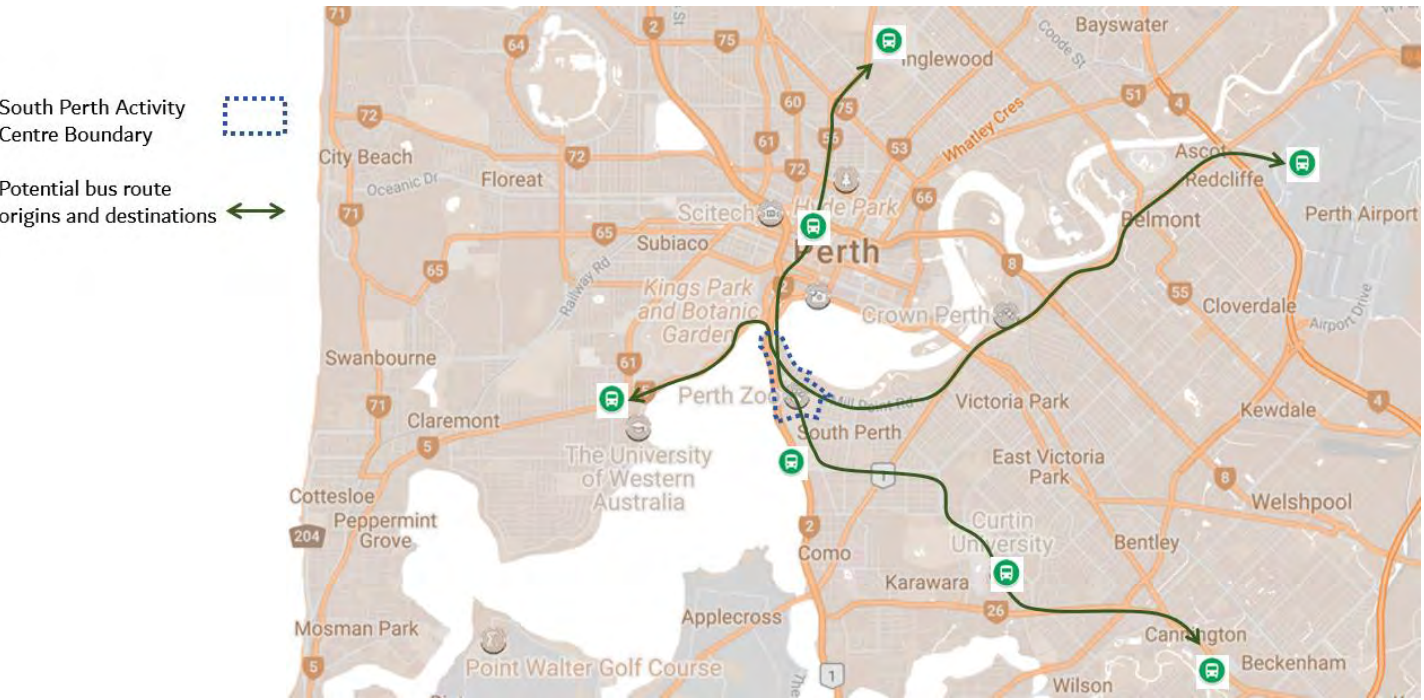 South Perth Activity
Centre Boundary
Potential bus route
origins and destinations
71
64
2
75
Bayswater
Coode St
Inglewood
60
75
51
4
72
61
53
Whatley Cres
City Beach
72
72
Ascot
Oceanic Dr
Floreat
Redcliffe
66
71
Scitech
Hyde Park
Belmont
Perth Airport
65
Subiaco
Perth
65
8
Railway Rd
Kings Park
and Botanic
Garden
2
55
Crown Perth
Cloverdale
Airport Drive
Swanbourne
61
71
Perth Zoo
Mill Point Rd
Victoria Park
4
Claremont
Kewdale
5
South Perth
The University
of Western
Australia
East Victoria
Park
1
8
Cottesloe
Welshpool
Peppermint
Grove
204
2
Curtin
University
Como
Bentley
Karawara
26
Applecross
Mosman Park
Cannington
5
Point Walter Golf Course
1
Beckenham
Wilson